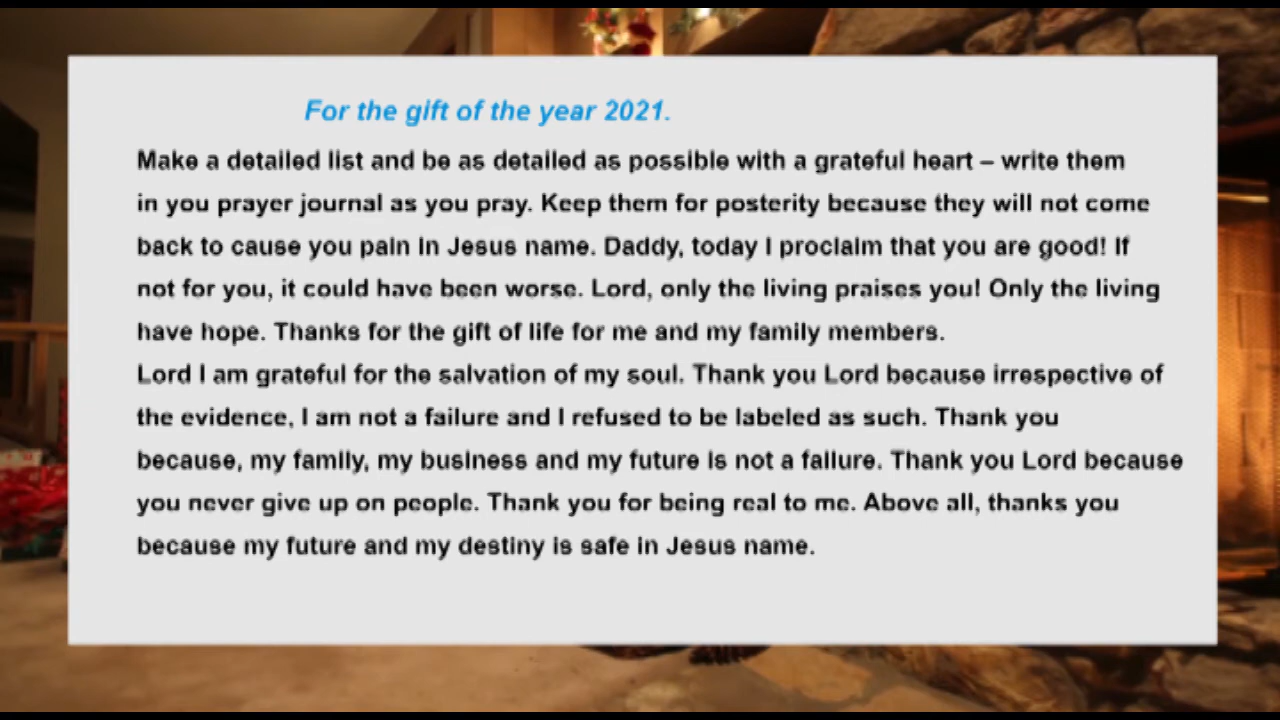 For the gift of the year 2021.
Make a detailed list and be as detailed as possible with a grateful heart – write them
in you prayer journal as you pray. Keep them for posterity because they will not come
back to cause you pain in Jesus name. Daddy, today I proclaim that you are good! If
not for you, it could have been worse. Lord, only the living praises you! Only the living
have hope. Thanks for the gift of life for me and my family members.
Lord I am grateful for the salvation of my soul. Thank you Lord because irrespective of
the evidence, I am not a failure and I refused to be labeled as such. Thank you
because, my family, my business and my future is not a failure. Thank you Lord because
you never give up on people. Thank you for being real to me. Above all, thanks you
because my future and my destiny is safe in Jesus name.